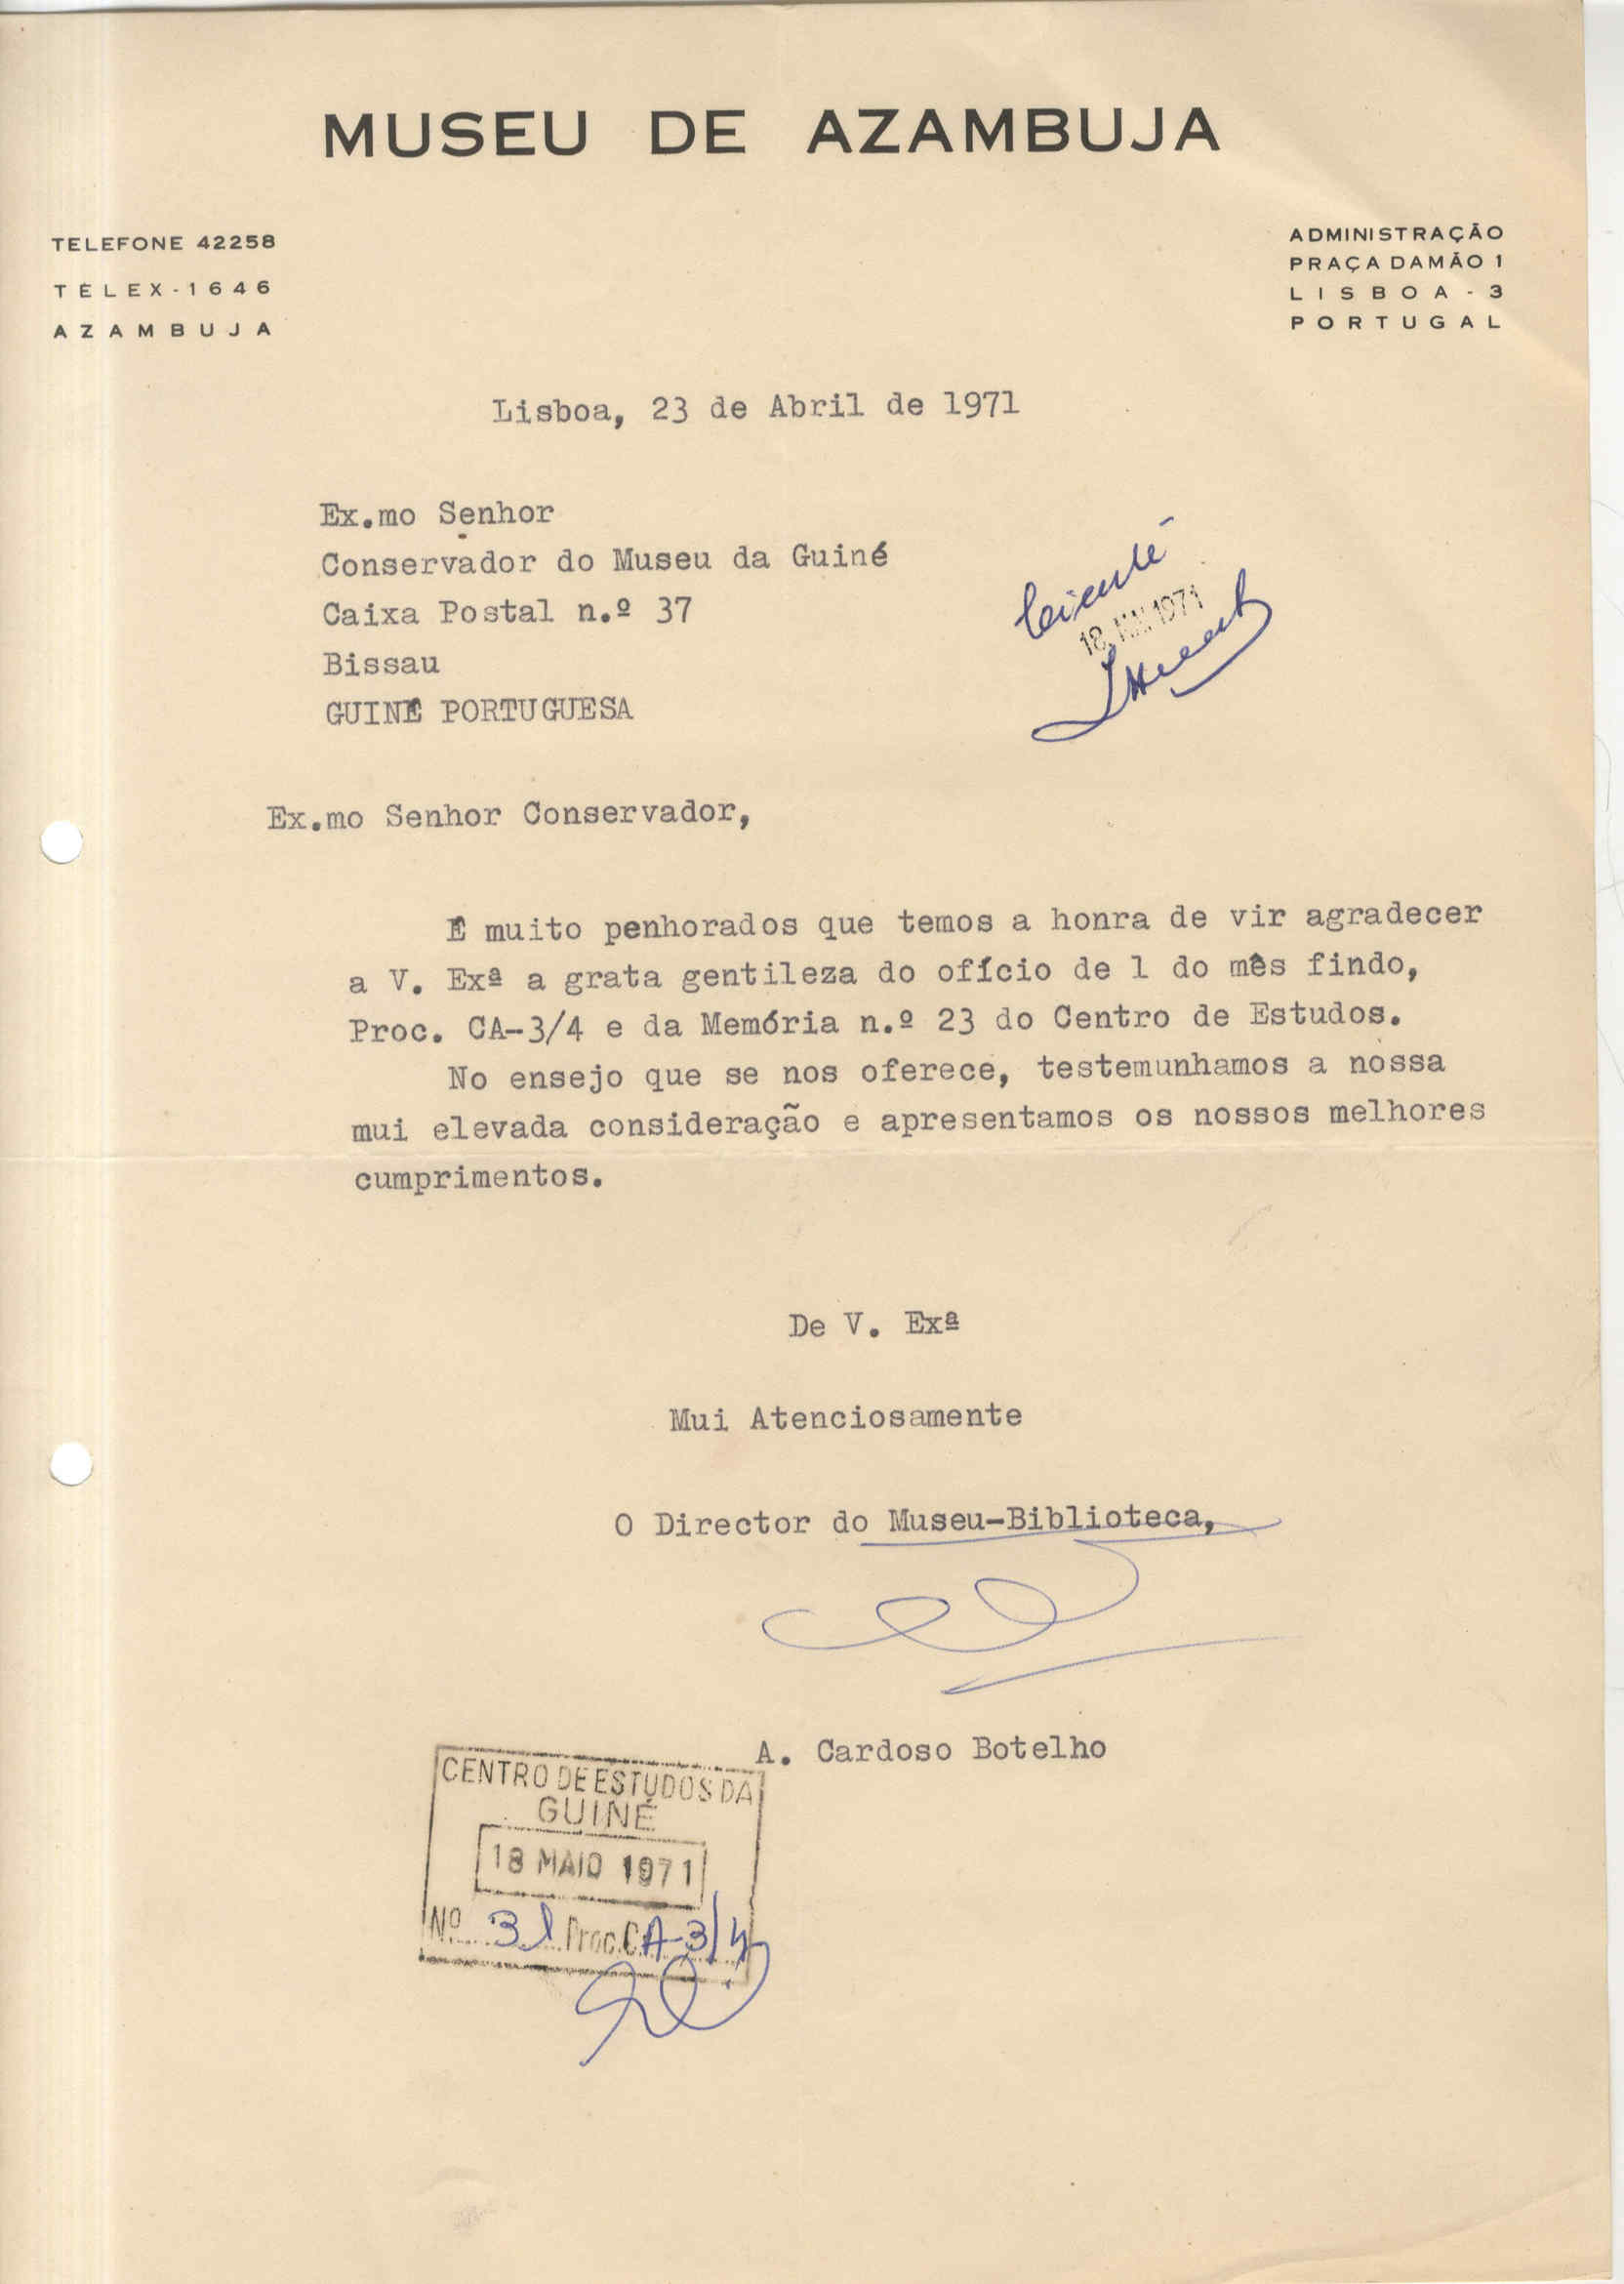 MUSEU DE AZAMBUJA
TELEFONE 42258
TELEX-1646
AZAMBUJA
ADMINISTRAÇÃO
PRAÇA DAMÃO 1
LISBOA - 3
PORTUGAL
Lisboa, 23 de Abril de 1971
Ex.mo Senhor
Conservador do Museu da Guiné
Caixa Postal n.º 37
Bissau
GUINÉ PORTUGUESA
Ciente
18 MAI 1971
Ex.mo Senhor Conservador,
É muito penhorados que temos a honra de vir agradecer
a V. Exª a grata gentileza do ofício de 1 do mês findo,
Proc. CA-3/4 e da Memória n.º 23 do Centro de Estudos.
No ensejo que se nos oferece, testemunhamos a nossa
mui elevada consideração e apresentamos os nossos melhores
cumprimentos.
De V. Exª
Mui Atenciosamente
O Director do Museu-Biblioteca,
A. Cardoso Botelho
CENTRO DE ESTUDOS DA
GUINÉ
18 MAIO 1971
Nº 31 Proc. CA-3/4